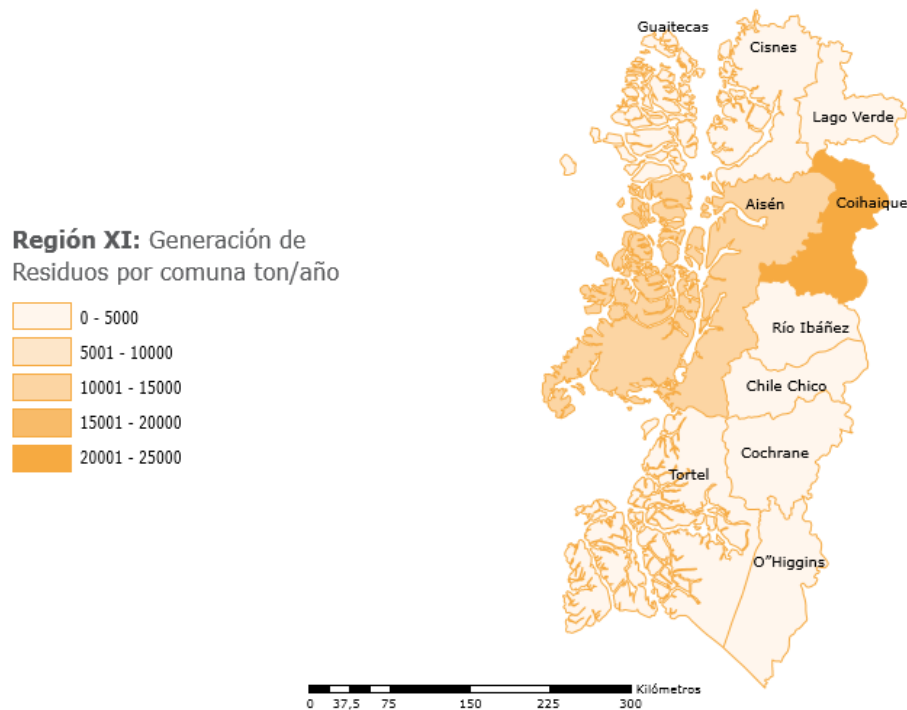 Guaitecas
Cisnes
Lago Verde
Aisén
Coihaique
Región XI: Generación de
Residuos por comuna ton/año
0 - 5000
5001 - 10000
10001 - 15000
15001 - 20000
20001 - 25000
Río Ibáñez
Chile Chico
Cochrane
Tortel
O"Higgins
Kilómetros
0 37,5 75 150 225 300